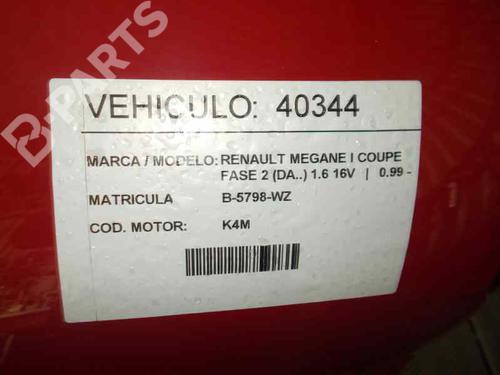 B-PARTS
VEHICULO: 40344
MARCA / MODELO: RENAULT MEGANE I COUPE
FASE 2 (DA..) 1.6 16V | 0.99 -
MATRICULA B-5798-WZ
COD. MOTOR: K4M